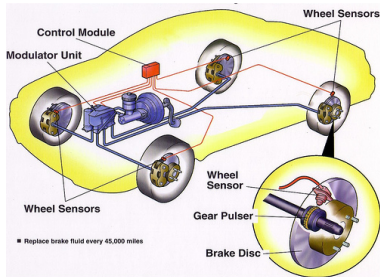 Control Module
Modulator Unit
Wheel Sensors
Wheel Sensors
Wheel
Sensor
Gear Pulser
Brake Disc
■ Replace brake fluid every 45,000 miles